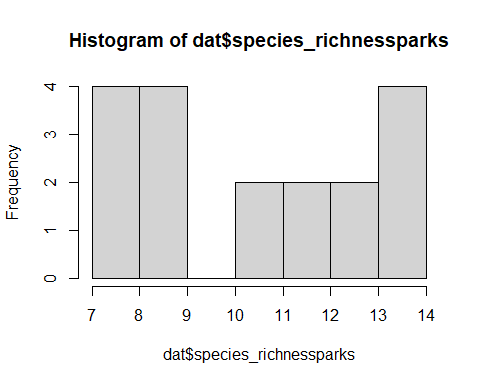 Histogram of dat$species_richnessparks
Frequency
4
3
2
1
0
7 8 9 10 11 12 13 14
dat$species_richnessparks